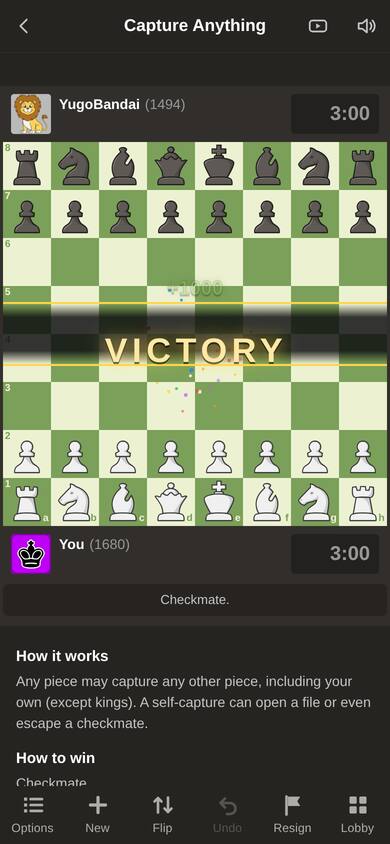 Capture Anything
YugoBandai (1494)
3:00
8
7
6
+1000
5
VICTORY
4
3
2
1
a b c d e f g h
You (1680)
3:00
Checkmate.
How it works
Any piece may capture any other piece, including your
own (except kings). A self-capture can open a file or even
escape a checkmate.
How to win
Checkmate
Options New Flip Undo Resign Lobby